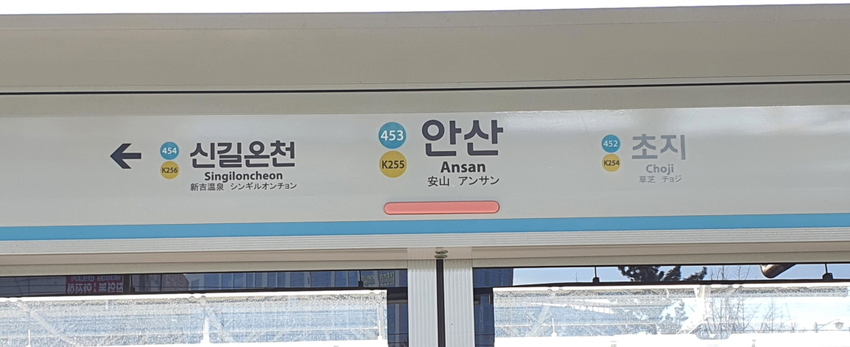 454
K256
신길온천
Singiloncheon
新吉温泉 シンギルオンチョン
453
K255
안산
Ansan
安山 アンサン
452
K254
초지
Choji
草芝 チョジ